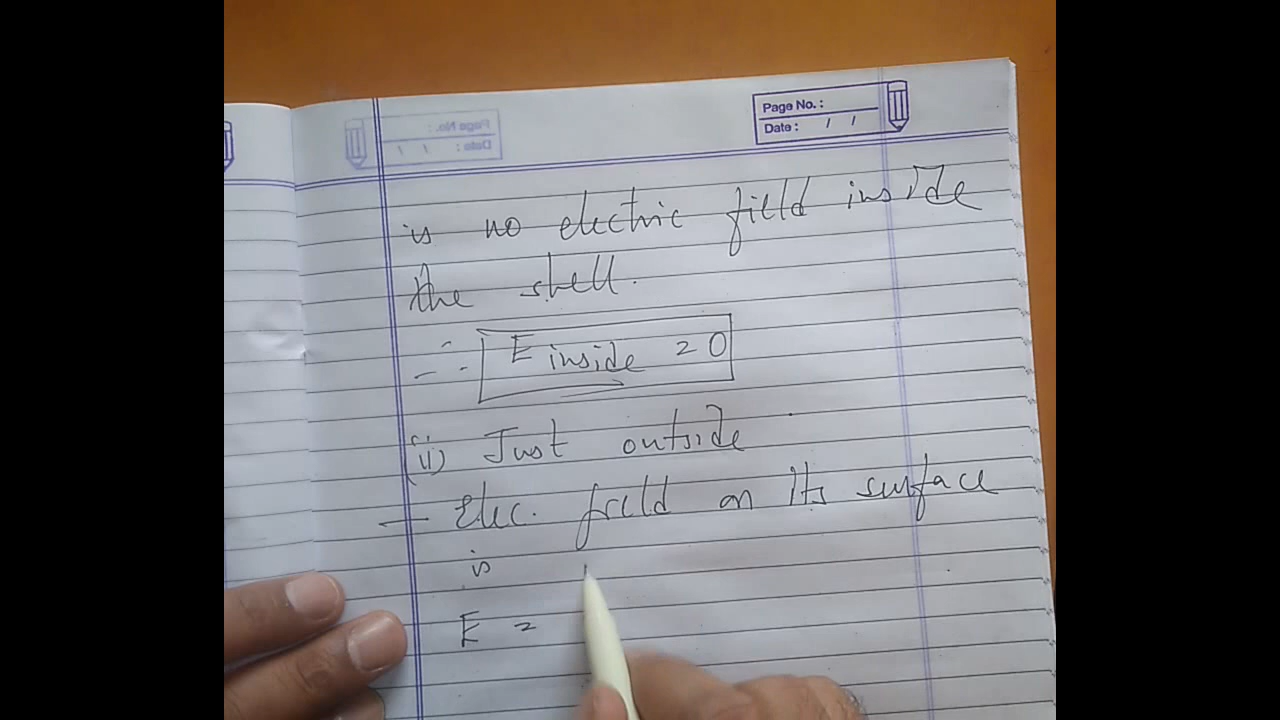 Page No. :
Date : / /
is no electric field inside
the shell.
∴ E inside = 0
(ii) Just outside
— Elec. field on its surface
is
E =